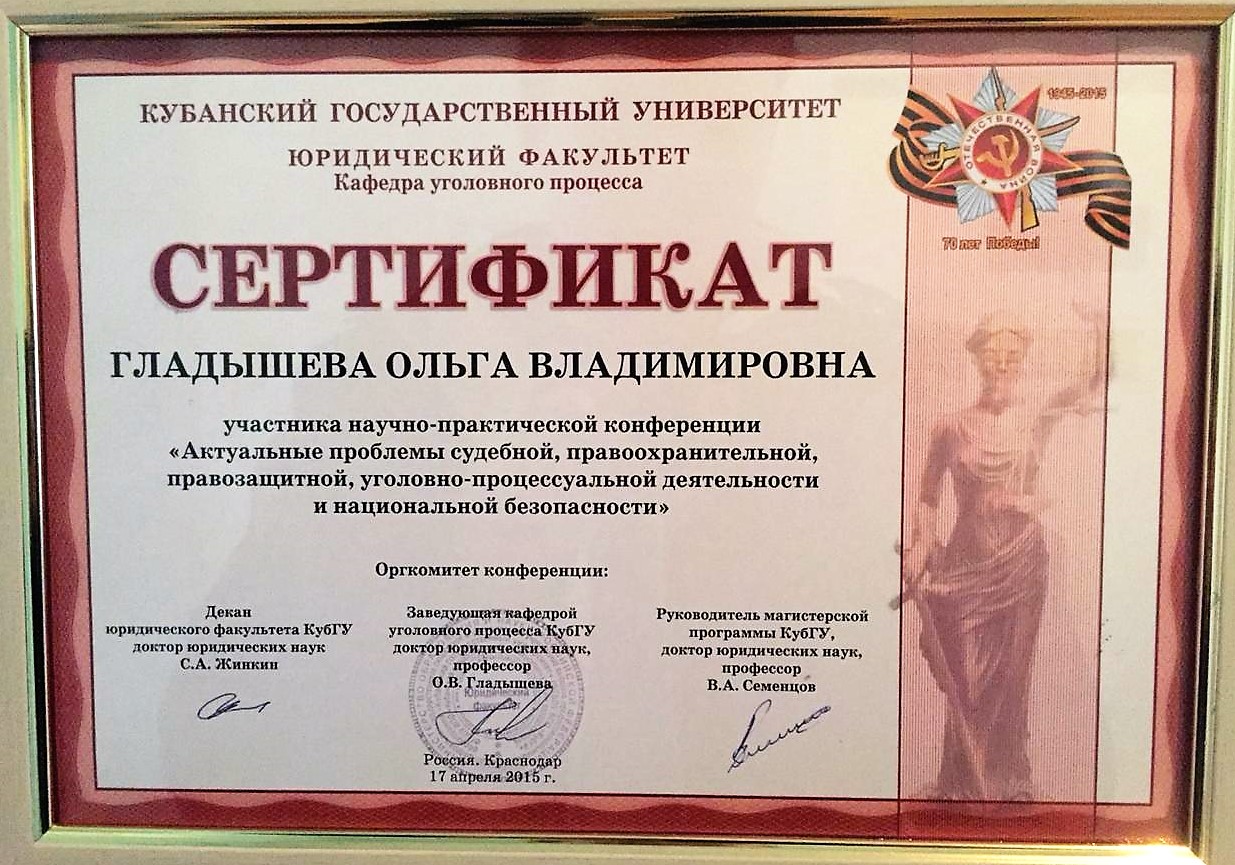 КУБАНСКИЙ ГОСУДАРСТВЕННЫЙ УНИВЕРСИТЕТ
ЮРИДИЧЕСКИЙ ФАКУЛЬТЕТ
Кафедра уголовного процесса
1945-2015
ОТЕЧЕСТВЕННАЯ ВОЙНА
70 лет Победы!
СЕРТИФИКАТ
ГЛАДЫШЕВА ОЛЬГА ВЛАДИМИРОВНА
участника научно-практической конференции
«Актуальные проблемы судебной, правоохранительной,
правозащитной, уголовно-процессуальной деятельности
и национальной безопасности»
Оргкомитет конференции:
Декан
юридического факультета КубГУ
доктор юридических наук
С.А. Жинкин
Заведующая кафедрой
уголовного процесса КубГУ
доктор юридических наук,
профессор
О.В. Гладышева
Юридический
факультет
Руководитель магистерской
программы КубГУ,
доктор юридических наук,
профессор
В.А. Семенцов
Россия. Краснодар
17 апреля 2015 г.